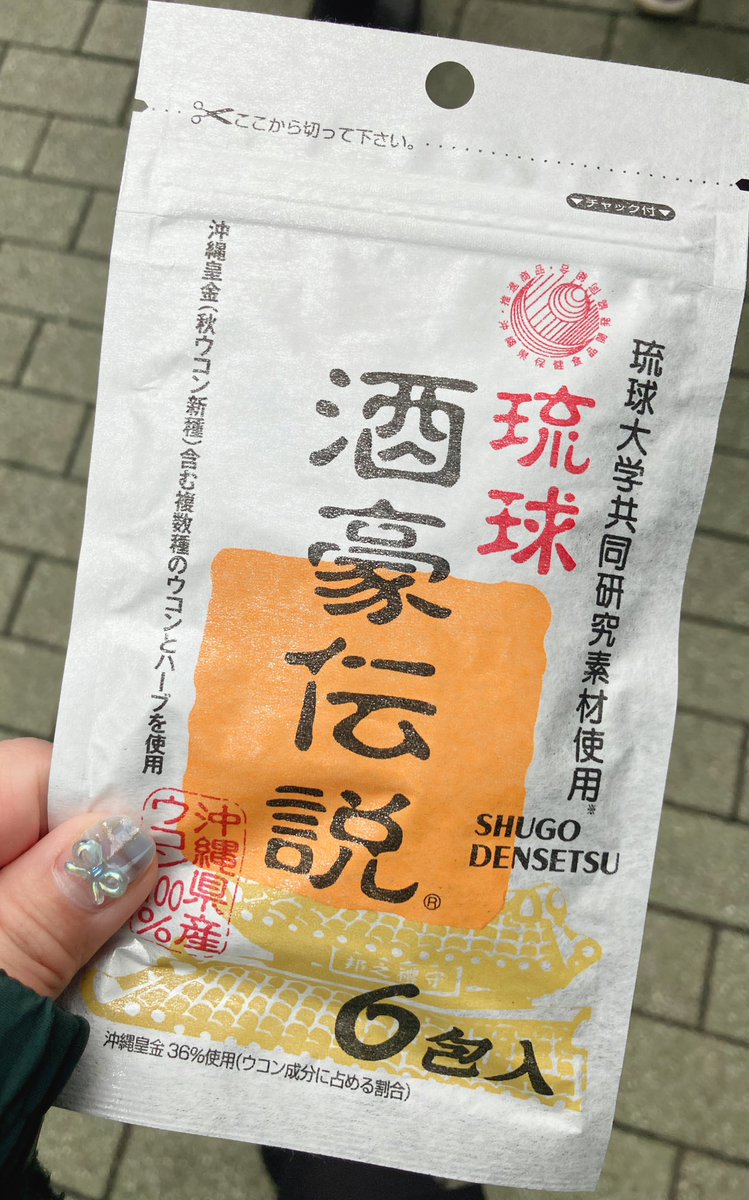 ここから切って下さい。
チャック付
琉球大学共同研究素材使用※
琉球
酒豪伝説®
沖縄皇金(秋ウコン新種)含む複数種のウコンとハーブを使用
SHUGO
DENSETSU
沖縄県産
ウコン100%
6包入
沖縄皇金 36%使用(ウコン成分に占める割合)